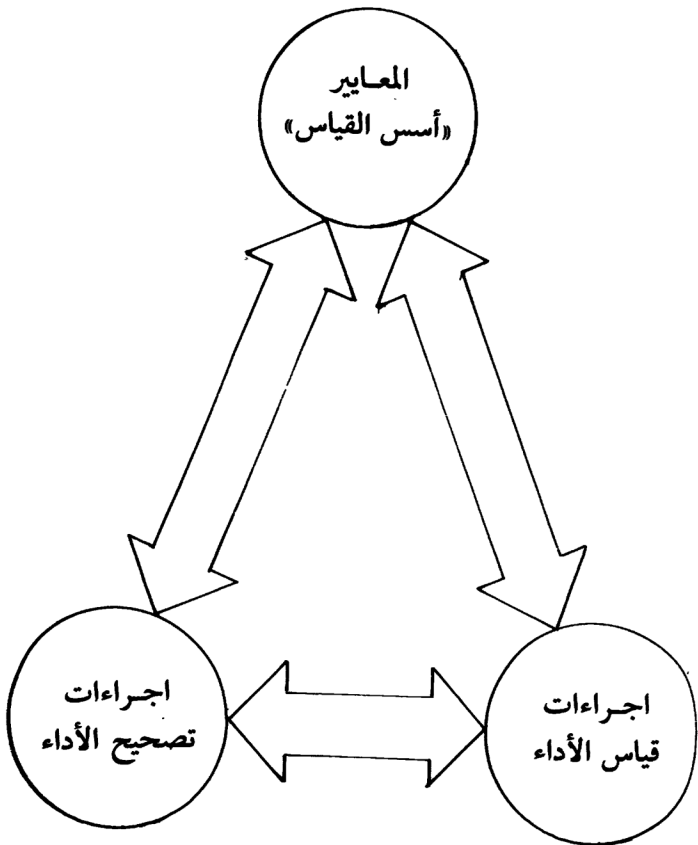 المعايير
«أسس القياس»
اجراءات
قياس الأداء
اجراءات
تصحيح الأداء